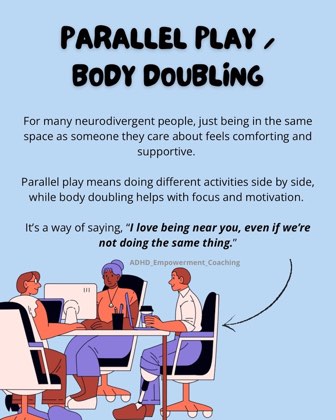 PARALLEL PLAY /
BODY DOUBLING
For many neurodivergent people, just being in the same
space as someone they care about feels comforting and
supportive.
Parallel play means doing different activities side by side,
while body doubling helps with focus and motivation.
It's a way of saying, "I love being near you, even if we're
not doing the same thing."
ADHD_Empowerment_Coaching